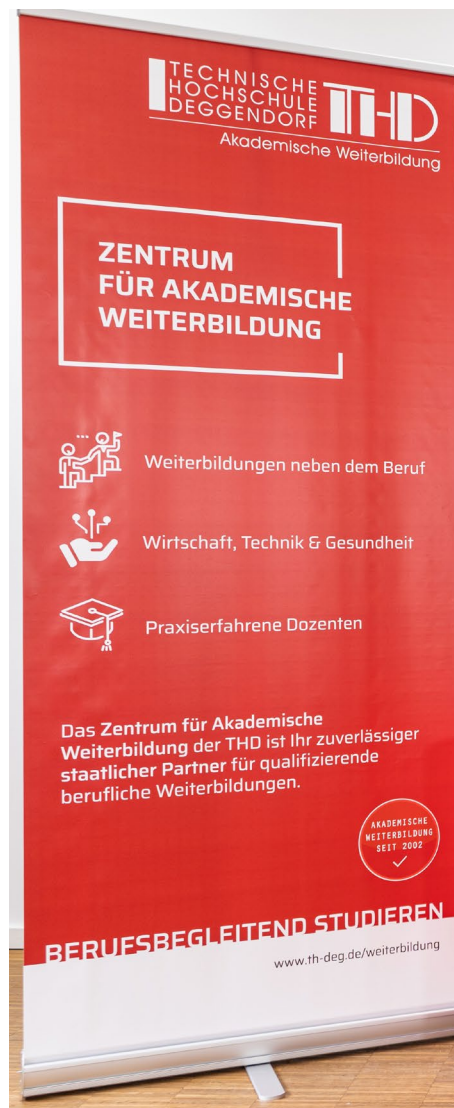 TECHNISCHE
HOCHSCHULE
DEGGENDORF
THD
Akademische Weiterbildung
ZENTRUM
FÜR AKADEMISCHE
WEITERBILDUNG
Weiterbildungen neben dem Beruf
Wirtschaft, Technik & Gesundheit
Praxiserfahrene Dozenten
Das Zentrum für Akademische
Weiterbildung der THD ist Ihr zuverlässiger
staatlicher Partner für qualifizierende
berufliche Weiterbildungen.
AKADEMISCHE
WEITERBILDUNG
SEIT 2002
BERUFSBEGLEITEND STUDIEREN
www.th-deg.de/weiterbildung